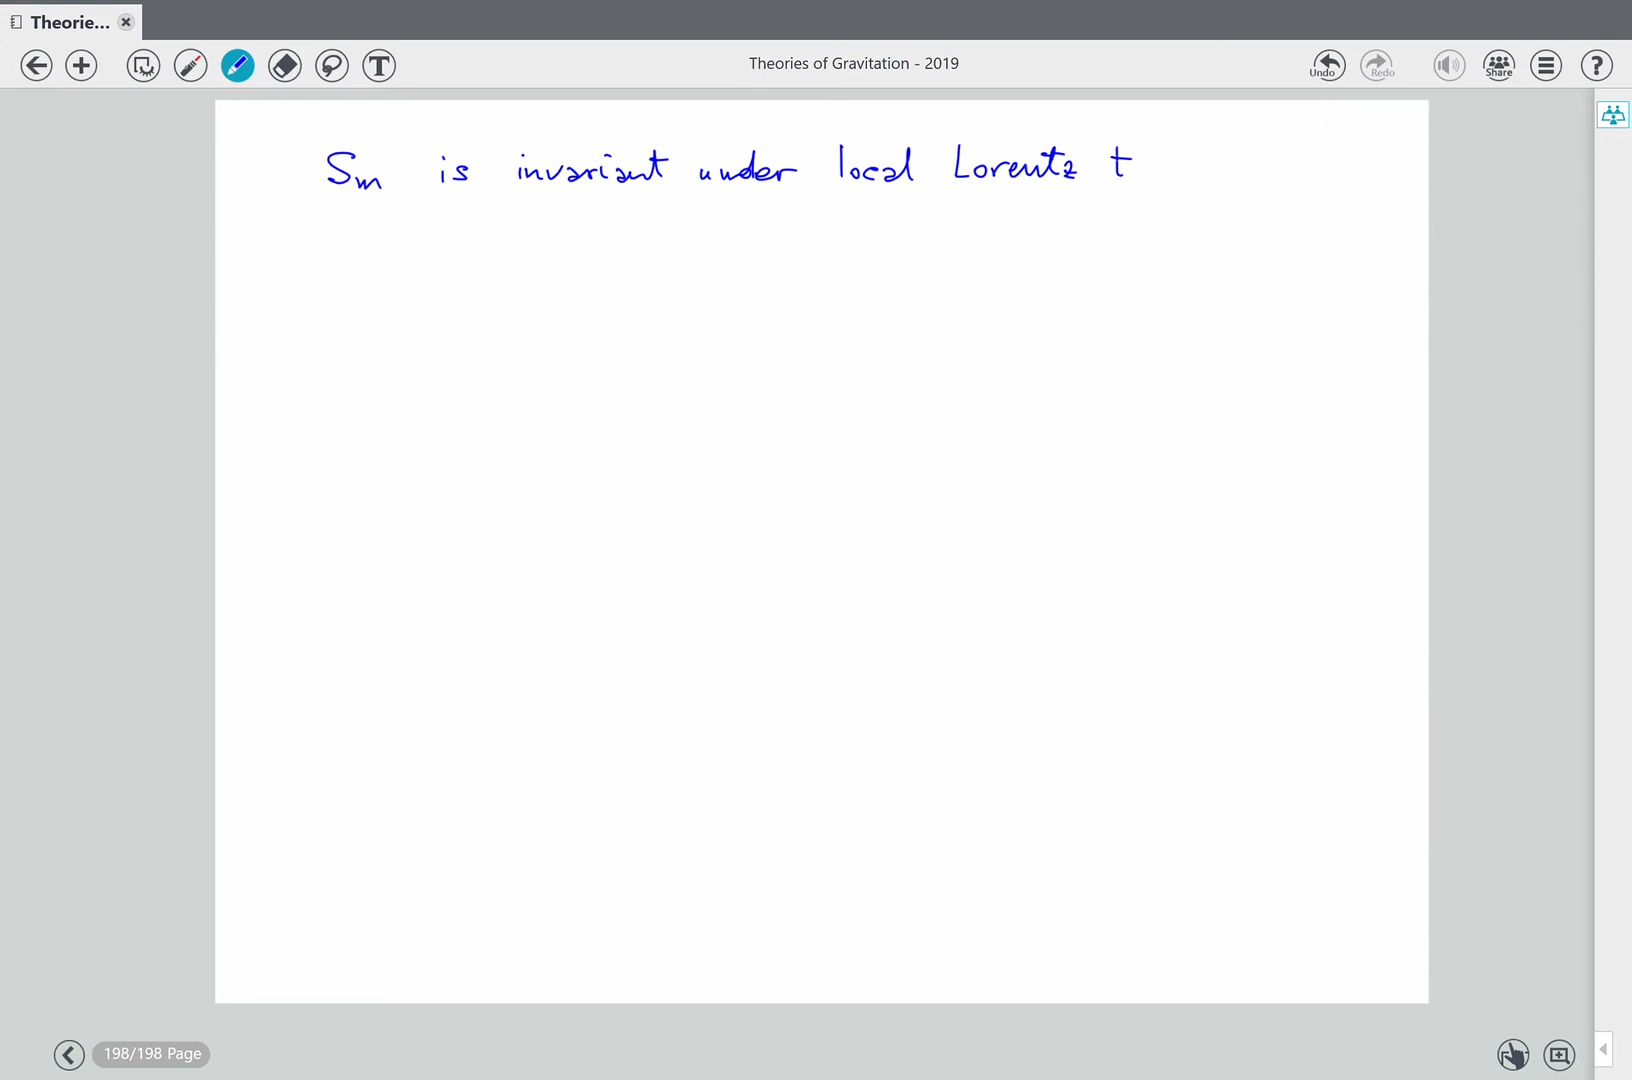 Theorie...
Theories of Gravitation - 2019
Undo
Redo
Share
?
T
Sm is invariant under local Lorentz t
198/198 Page